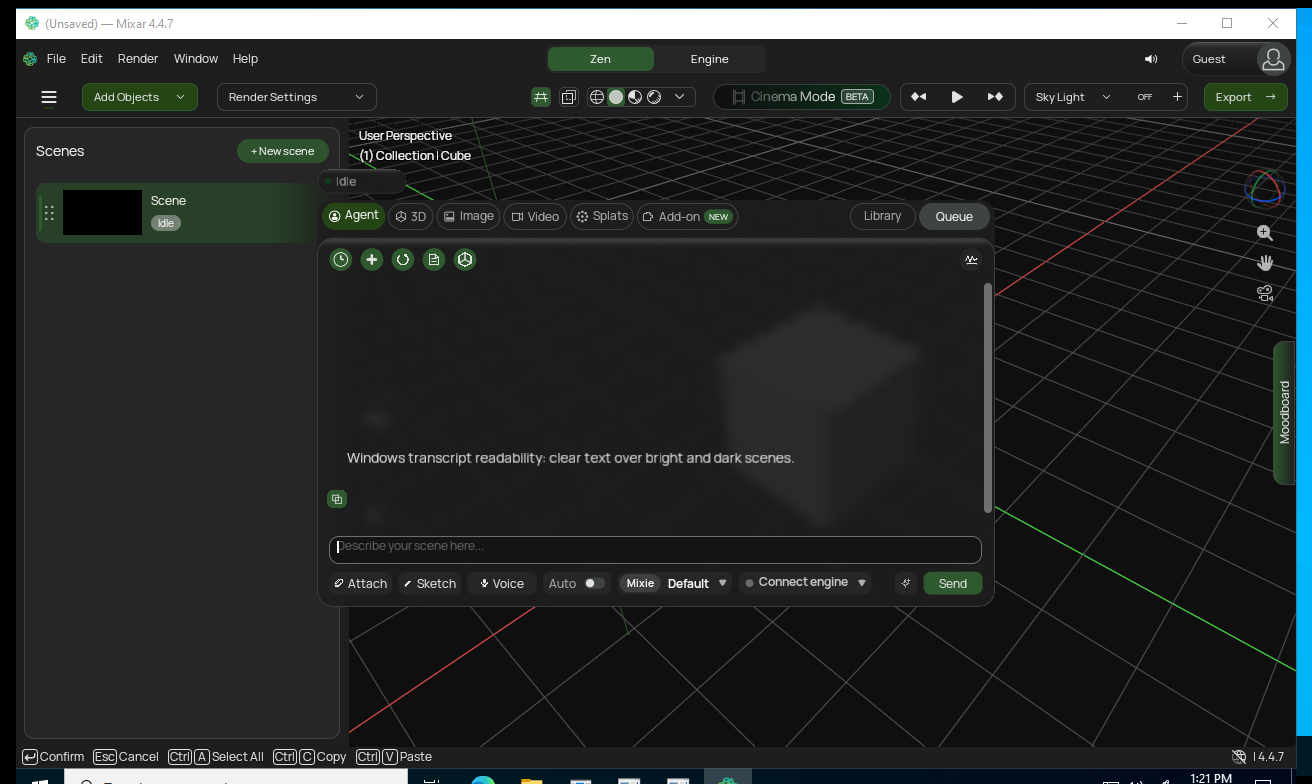 (Unsaved) — Mixar 4.4.7
File Edit Render Window Help
Zen Engine
Guest
Add Objects
Render Settings
Cinema Mode BETA
Sky Light OFF
Export →
Scenes
+ New scene
Scene
Idle
User Perspective
(1) Collection | Cube
Idle
Agent 3D Image Video Splats Add-on NEW
Library Queue
Windows transcript readability: clear text over bright and dark scenes.
Describe your scene here...
Attach Sketch Voice Auto Mixie Default Connect engine Send
Moodboard
Confirm Esc Cancel Ctrl A Select All Ctrl C Copy Ctrl V Paste
4.4.7
1:21 PM